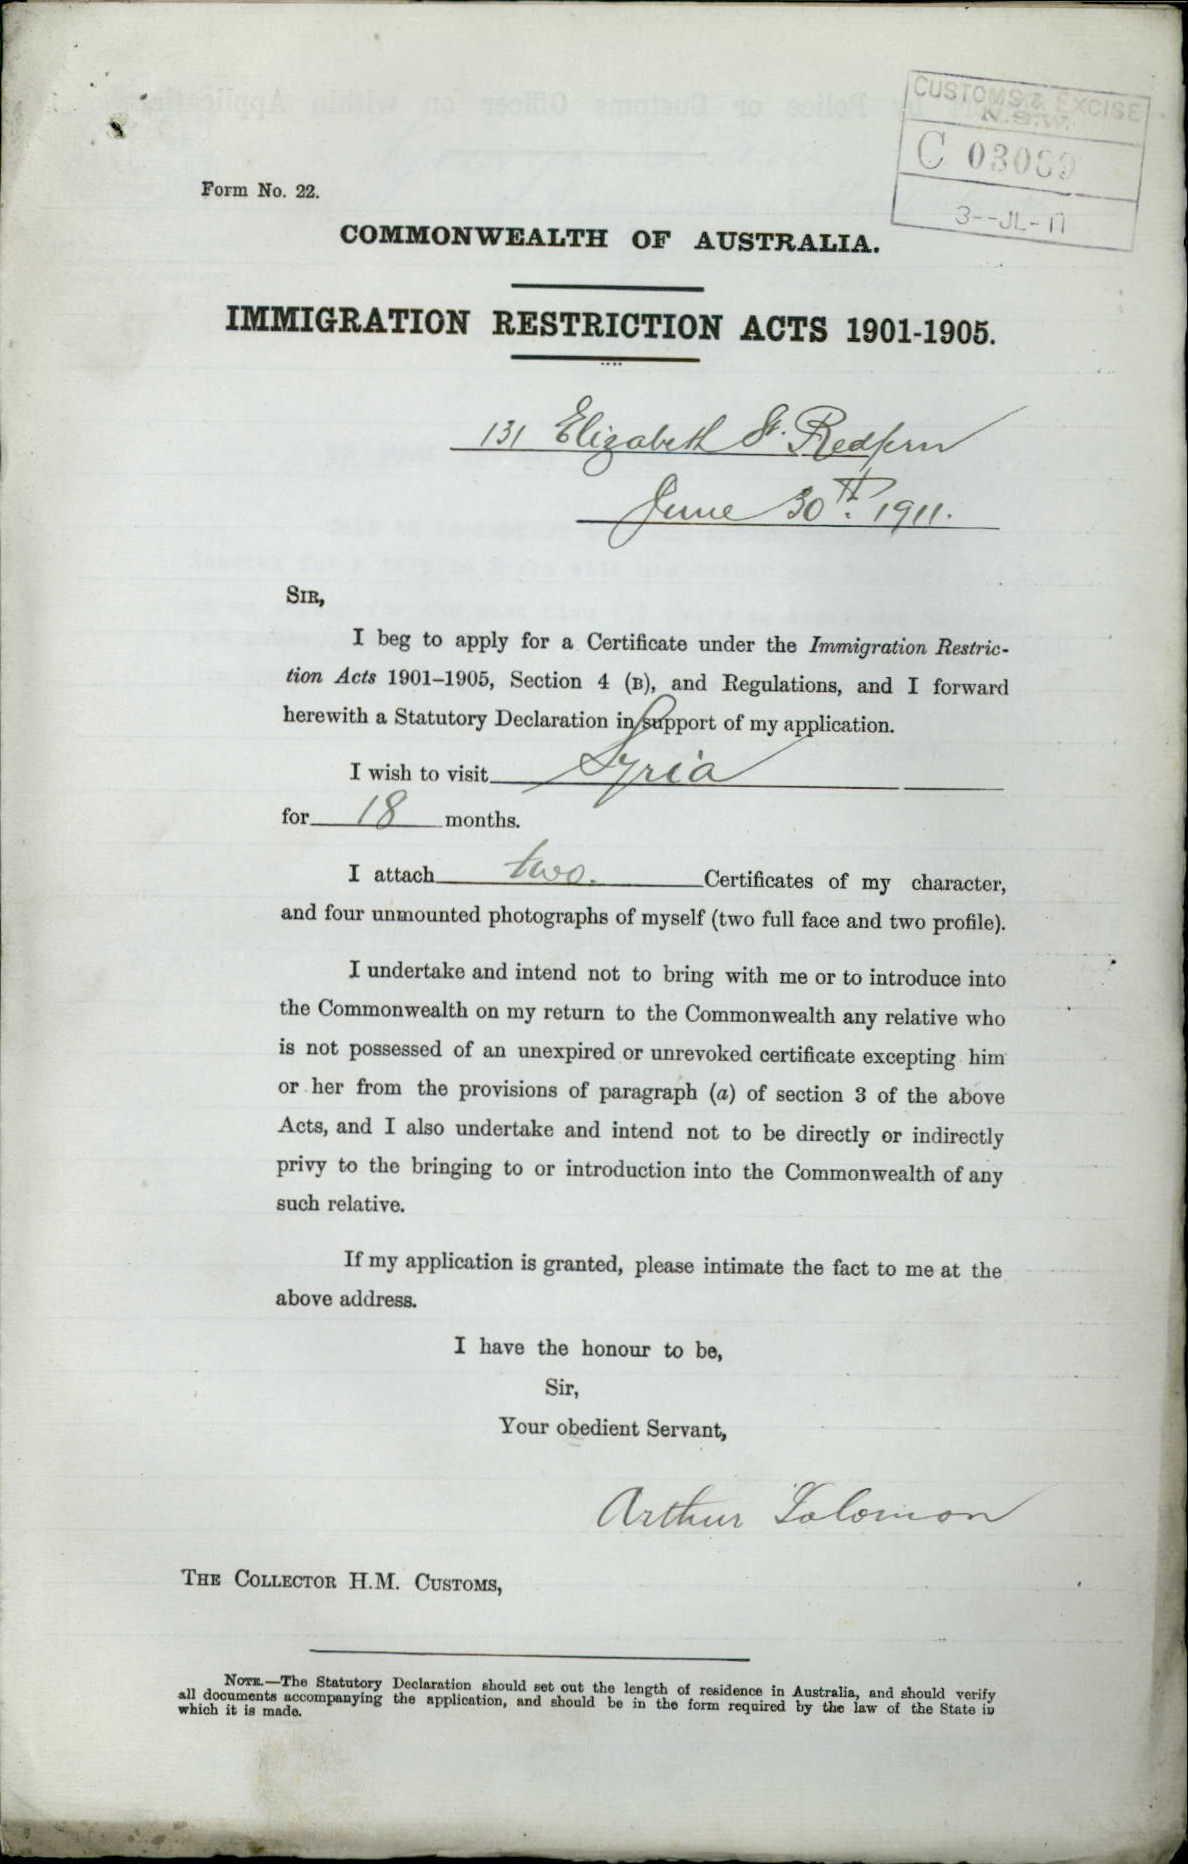 CUSTOMS & EXCISE
N.S.W.
C 03089
3--JL-11
Form No. 22.
COMMONWEALTH OF AUSTRALIA.
IMMIGRATION RESTRICTION ACTS 1901-1905.
131 Elizabeth St. Redfern
June 30TH. 1911.
SIR,
I beg to apply for a Certificate under the Immigration Restric-
tion Acts 1901–1905, Section 4 (B), and Regulations, and I forward
herewith a Statutory Declaration in support of my application.
I wish to visit Syria
for 18 months.
I attach two. Certificates of my character,
and four unmounted photographs of myself (two full face and two profile).
I undertake and intend not to bring with me or to introduce into
the Commonwealth on my return to the Commonwealth any relative who
is not possessed of an unexpired or unrevoked certificate excepting him
or her from the provisions of paragraph (a) of section 3 of the above
Acts, and I also undertake and intend not to be directly or indirectly
privy to the bringing to or introduction into the Commonwealth of any
such relative.
If my application is granted, please intimate the fact to me at the
above address.
I have the honour to be,
Sir,
Your obedient Servant,
Arthur Solomon
THE COLLECTOR H.M. CUSTOMS,
NOTE.—The Statutory Declaration should set out the length of residence in Australia, and should verify
all documents accompanying the application, and should be in the form required by the law of the State in
which it is made.